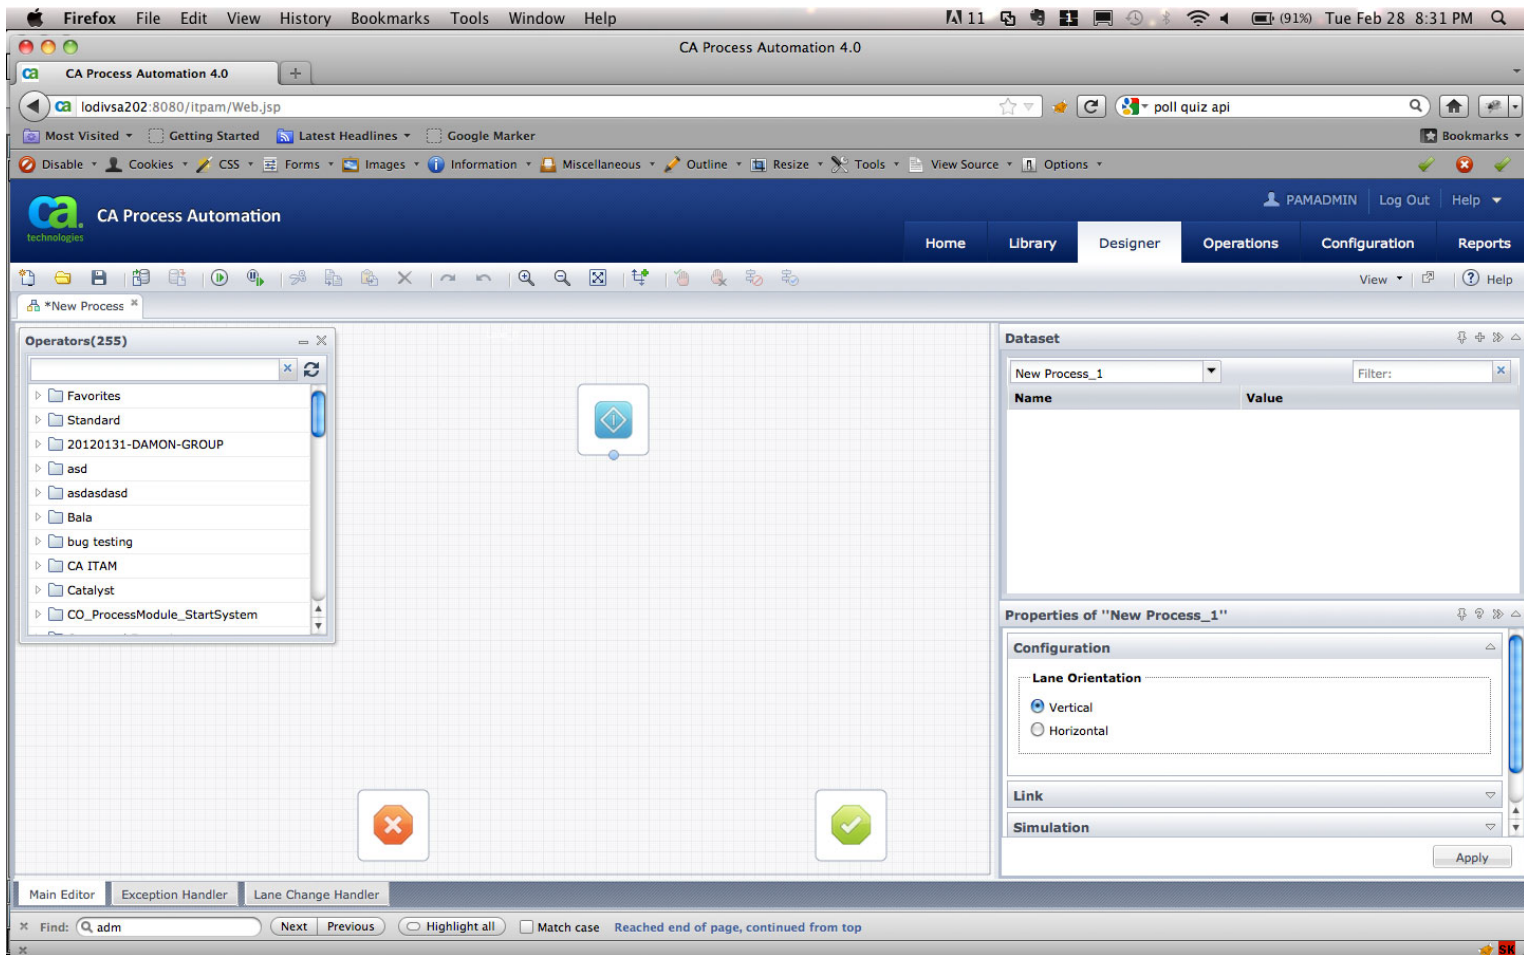 Firefox File Edit View History Bookmarks Tools Window Help
11 1 (91%) Tue Feb 28 8:31 PM
CA Process Automation 4.0
ca CA Process Automation 4.0 +
ca lodivsa202:8080/itpam/Web.jsp
poll quiz api
Most Visited Getting Started Latest Headlines Google Marker
Bookmarks
Disable Cookies CSS Forms Images Information Miscellaneous Outline Resize Tools View Source Options
ca. technologies
CA Process Automation
PAMADMIN Log Out Help
Home Library Designer Operations Configuration Reports
View Help
*New Process
Operators(255)
Favorites
Standard
20120131-DAMON-GROUP
asd
asdasdasd
Bala
bug testing
CA ITAM
Catalyst
CO_ProcessModule_StartSystem
Dataset
New Process_1
Filter:
Name Value
Properties of "New Process_1"
Configuration
Lane Orientation
Vertical
Horizontal
Link
Simulation
Apply
Main Editor Exception Handler Lane Change Handler
Find: adm Next Previous Highlight all Match case Reached end of page, continued from top
SK